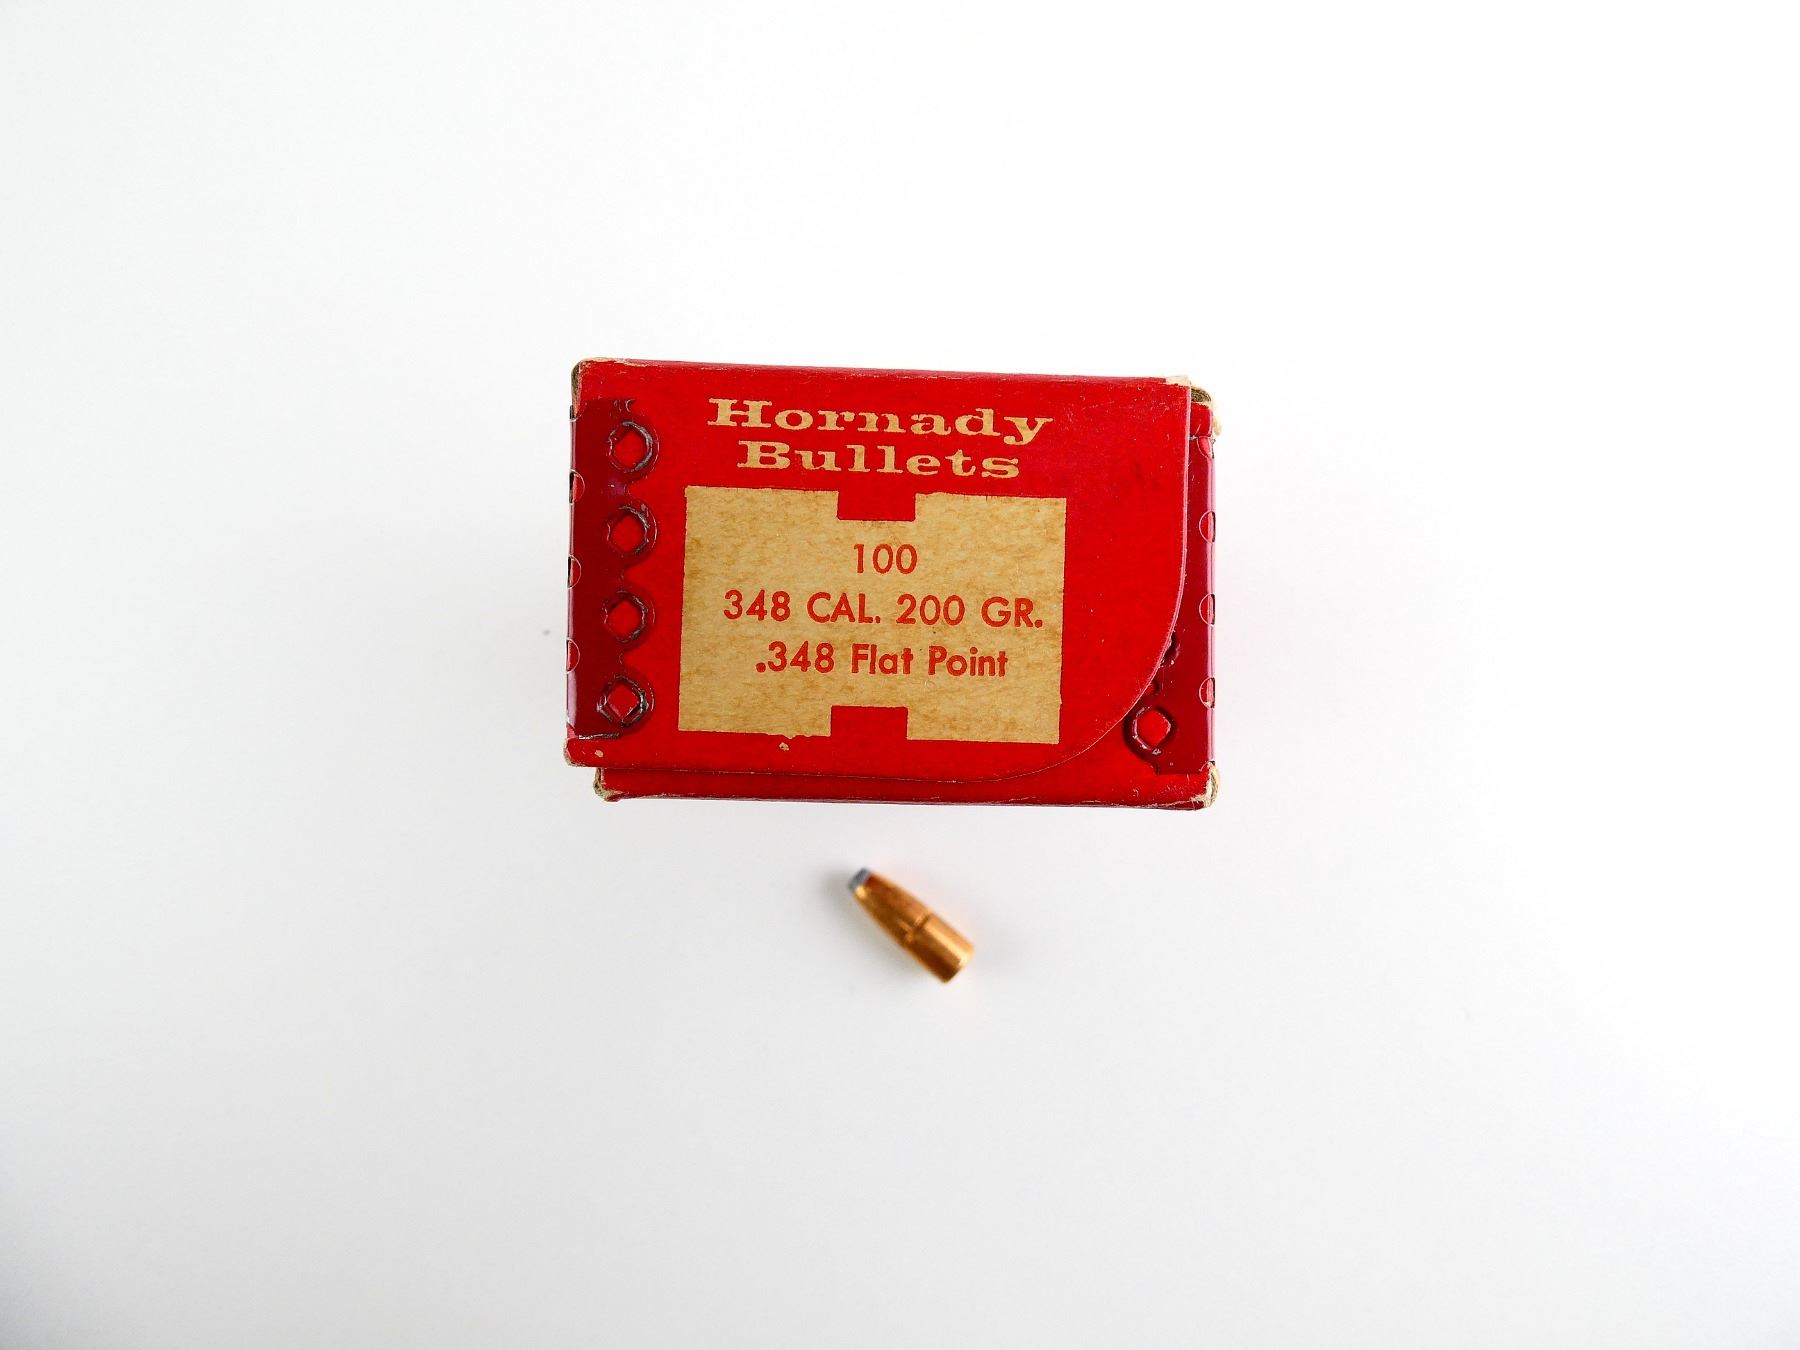 Hornady
Bullets
100
348 CAL. 200 GR.
.348 Flat Point